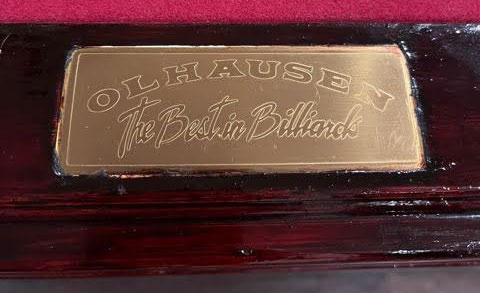 OLHAUSEN
The Best in Billiards